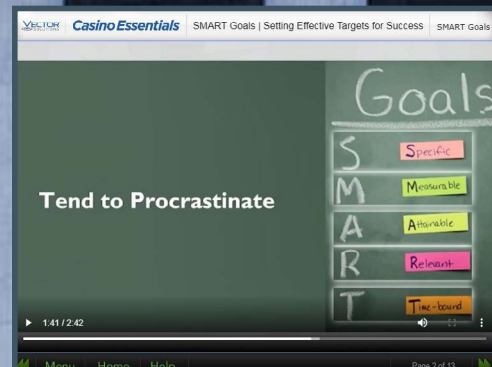 VECTOR SOLUTIONS Casino Essentials SMART Goals | Setting Effective Targets for Success SMART Goals
Goals
S Specific
M Measurable
Tend to Procrastinate
A Attainable
R Relevant
T Time-bound
1:41 / 2:42
Menu Home Help Page 2 of 13